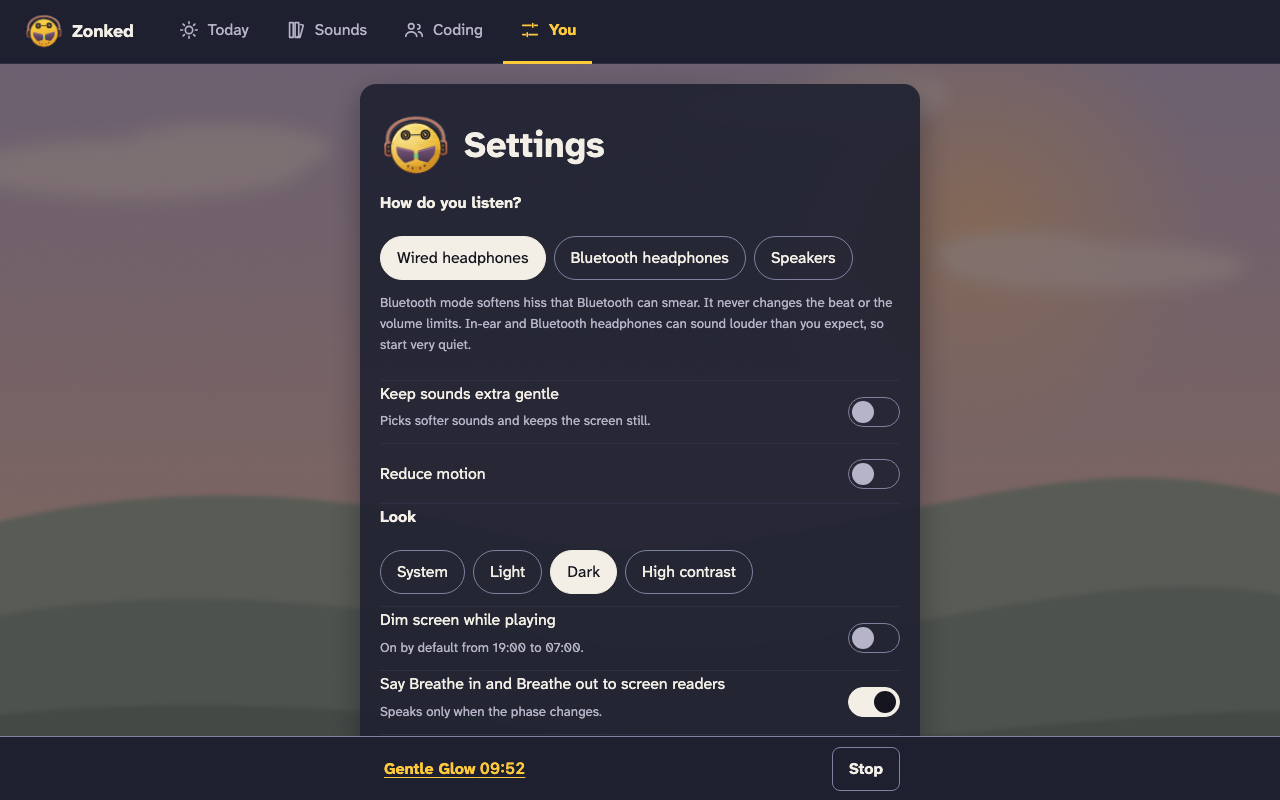 Zonked
Today
Sounds
Coding
You
Settings
How do you listen?
Wired headphones
Bluetooth headphones
Speakers
Bluetooth mode softens hiss that Bluetooth can smear. It never changes the beat or the
volume limits. In-ear and Bluetooth headphones can sound louder than you expect, so
start very quiet.
Keep sounds extra gentle
Picks softer sounds and keeps the screen still.
Reduce motion
Look
System
Light
Dark
High contrast
Dim screen while playing
On by default from 19:00 to 07:00.
Say Breathe in and Breathe out to screen readers
Speaks only when the phase changes.
Gentle Glow 09:52
Stop